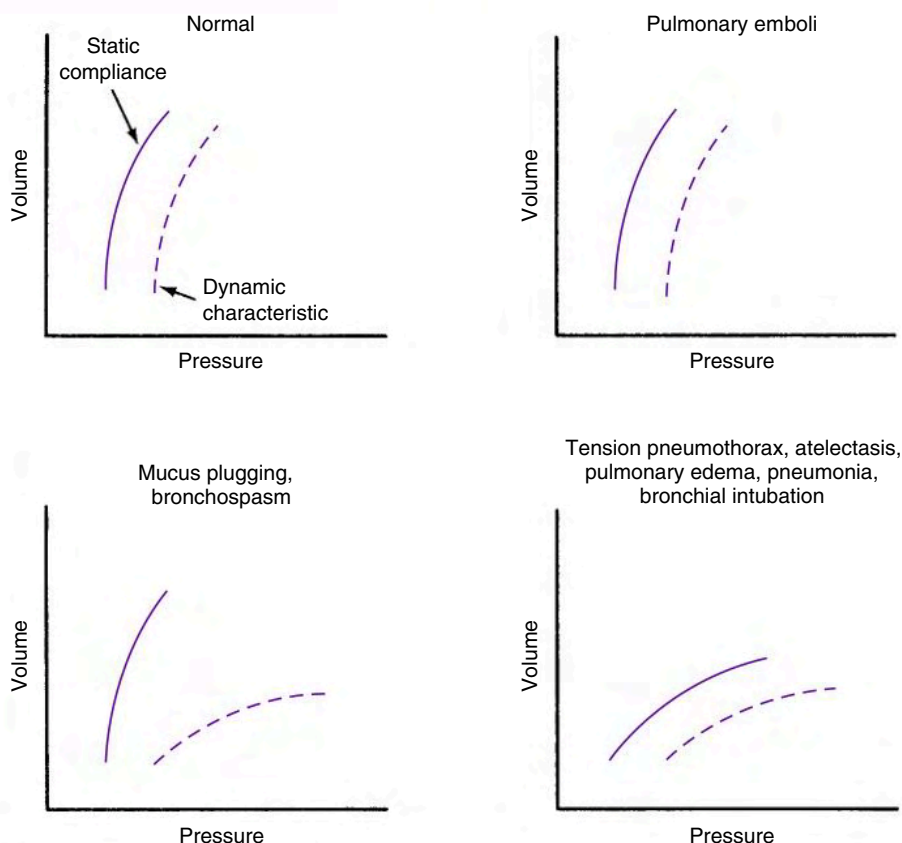 Normal
Static
compliance
Volume
Dynamic
characteristic
Pressure
Pulmonary emboli
Volume
Pressure
Mucus plugging,
bronchospasm
Volume
Pressure
Tension pneumothorax, atelectasis,
pulmonary edema, pneumonia,
bronchial intubation
Volume
Pressure